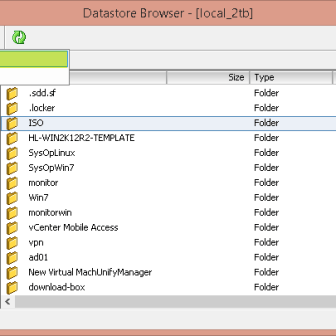 Datastore Browser - [local_2tb]
Size Type
.sdd.sf Folder
.locker Folder
ISO Folder
HL-WIN2K12R2-TEMPLATE Folder
SysOpLinux Folder
SysOpWin7 Folder
monitor Folder
Win7 Folder
monitorwin Folder
vCenter Mobile Access Folder
vpn Folder
ad01 Folder
New Virtual MachUnifyManager Folder
download-box Folder